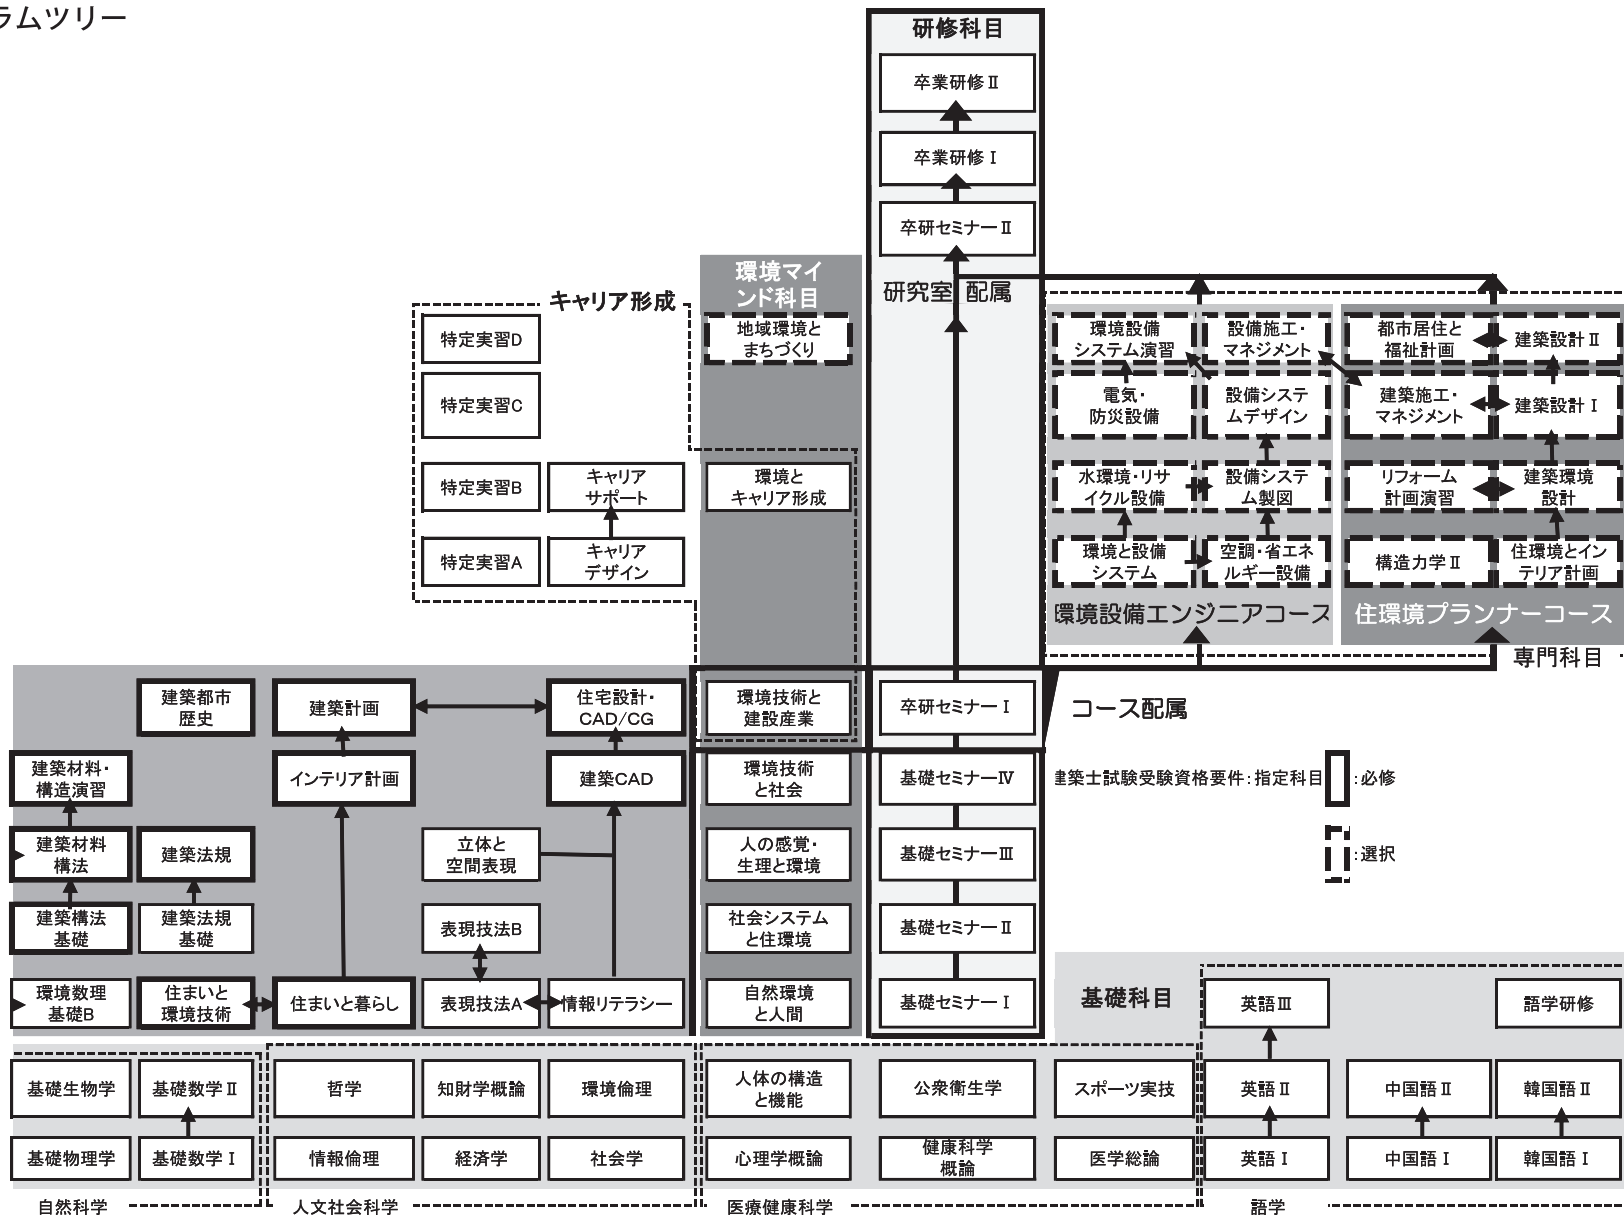 ラムツリー
研修科目
卒業研修Ⅱ
卒業研修Ⅰ
卒研セミナーⅡ
研究室 配属
環境マイ
ンド科目
地域環境と
まちづくり
環境と
キャリア形成
キャリア形成
特定実習D
特定実習C
特定実習B
キャリア
サポート
特定実習A
キャリア
デザイン
環境設備
システム演習
設備施工・
マネジメント
都市居住と
福祉計画
建築設計Ⅱ
電気・
防災設備
設備システ
ムデザイン
建築施工・
マネジメント
建築設計Ⅰ
水環境・リサ
イクル設備
設備システ
ム製図
リフォーム
計画演習
建築環境
設計
環境と設備
システム
空調・省エネ
ルギー設備
構造力学Ⅱ
住環境とイン
テリア計画
環境設備エンジニアコース
住環境プランナーコース
専門科目
建築都市
歴史
建築計画
住宅設計・
CAD/CG
環境技術と
建設産業
卒研セミナーⅠ
コース配属
建築材料・
構造演習
インテリア計画
建築CAD
環境技術
と社会
基礎セミナーⅣ
建築士試験受験資格要件：指定科目
：必修
建築材料
構法
建築法規
立体と
空間表現
人の感覚・
生理と環境
基礎セミナーⅢ
：選択
建築構法
基礎
建築法規
基礎
表現技法B
社会システム
と住環境
基礎セミナーⅡ
環境数理
基礎B
住まいと
環境技術
住まいと暮らし
表現技法A
情報リテラシー
自然環境
と人間
基礎セミナーⅠ
基礎科目
英語Ⅲ
語学研修
基礎生物学
基礎数学Ⅱ
哲学
知財学概論
環境倫理
人体の構造
と機能
公衆衛生学
スポーツ実技
英語Ⅱ
中国語Ⅱ
韓国語Ⅱ
基礎物理学
基礎数学Ⅰ
情報倫理
経済学
社会学
心理学概論
健康科学
概論
医学総論
英語Ⅰ
中国語Ⅰ
韓国語Ⅰ
自然科学
人文社会科学
医療健康科学
語学